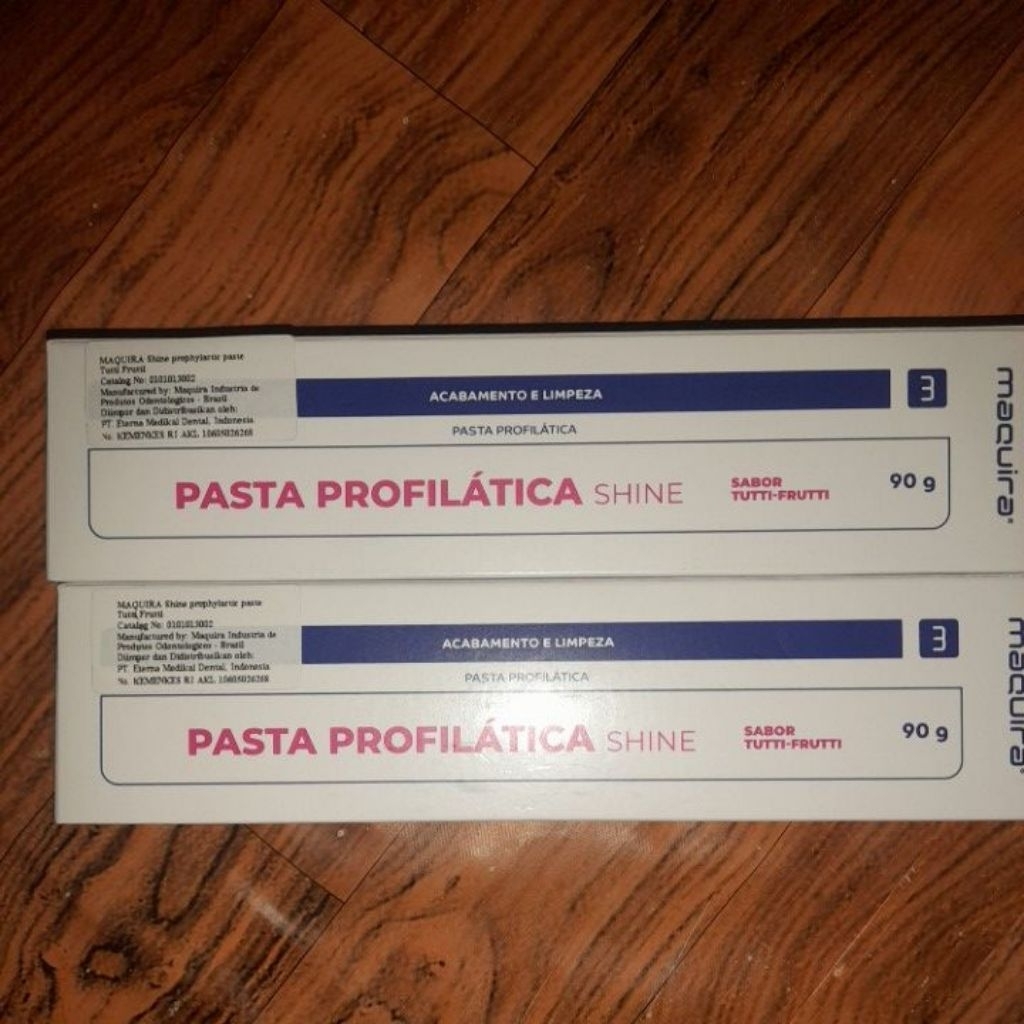 MAQUIRA Shine prophylactic paste
Tutti Frutti
Catalog No: 0101013002
Manufactured by: Maquira Industria de
Produtos Odontologicos - Brazil
Diimpor dan Didistribusikan oleh:
PT. Eterna Medikal Dental, Indonesia
No. KEMENKES RI AKL 10605026268
ACABAMENTO E LIMPEZA
PASTA PROFILÁTICA
PASTA PROFILÁTICA SHINE
SABOR
TUTTI-FRUTTI
90 g
maquira
MAQUIRA Shine prophylactic paste
Tutti Frutti
Catalog No: 0101013002
Manufactured by: Maquira Industria de
Produtos Odontologicos - Brazil
Diimpor dan Didistribusikan oleh:
PT. Eterna Medikal Dental, Indonesia
No. KEMENKES RI AKL 10605026268
ACABAMENTO E LIMPEZA
PASTA PROFILÁTICA
PASTA PROFILÁTICA SHINE
SABOR
TUTTI-FRUTTI
90 g
maquira